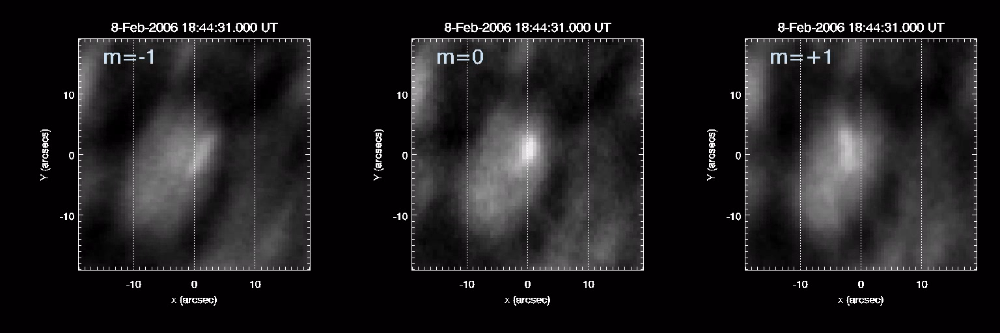 8-Feb-2006 18:44:31.000 UT
m=-1
10
0
-10
Y (arcsecs)
-10 0 10
x (arcsec)
8-Feb-2006 18:44:31.000 UT
m=0
10
0
-10
Y (arcsecs)
-10 0 10
x (arcsec)
8-Feb-2006 18:44:31.000 UT
m=+1
10
0
-10
Y (arcsecs)
-10 0 10
x (arcsec)